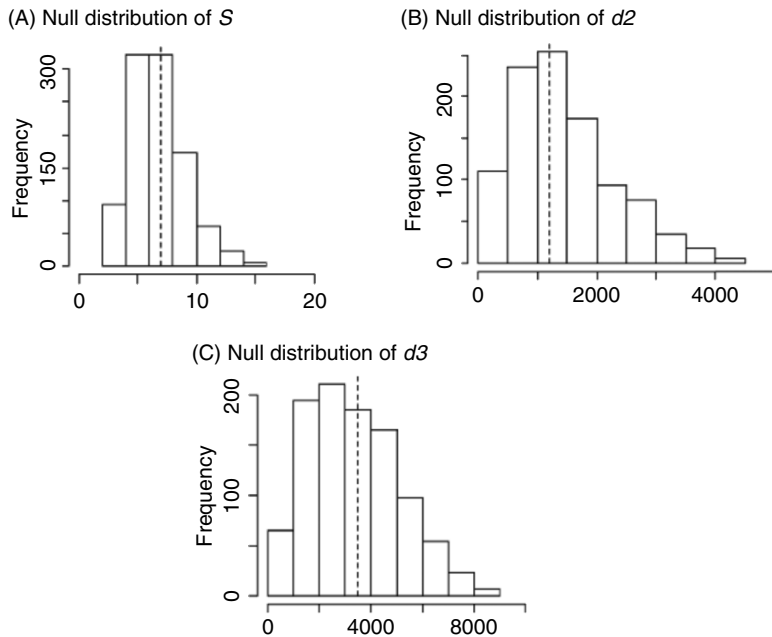 (A) Null distribution of S
Frequency
300
150
0
0 10 20
(B) Null distribution of d2
Frequency
200
100
0
0 2000 4000
(C) Null distribution of d3
Frequency
200
100
0
0 4000 8000